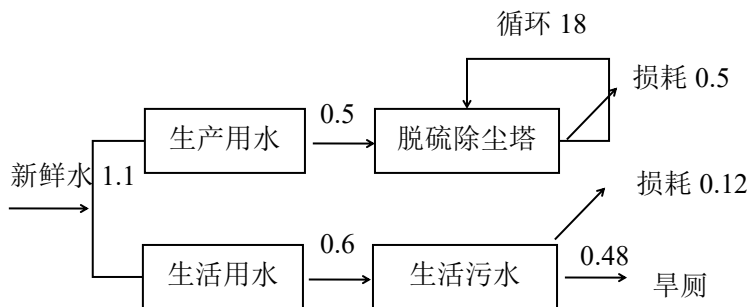 循环 18
损耗 0.5
0.5
生产用水
脱硫除尘塔
新鲜水 1.1
损耗 0.12
0.6
0.48
生活用水
生活污水
旱厕